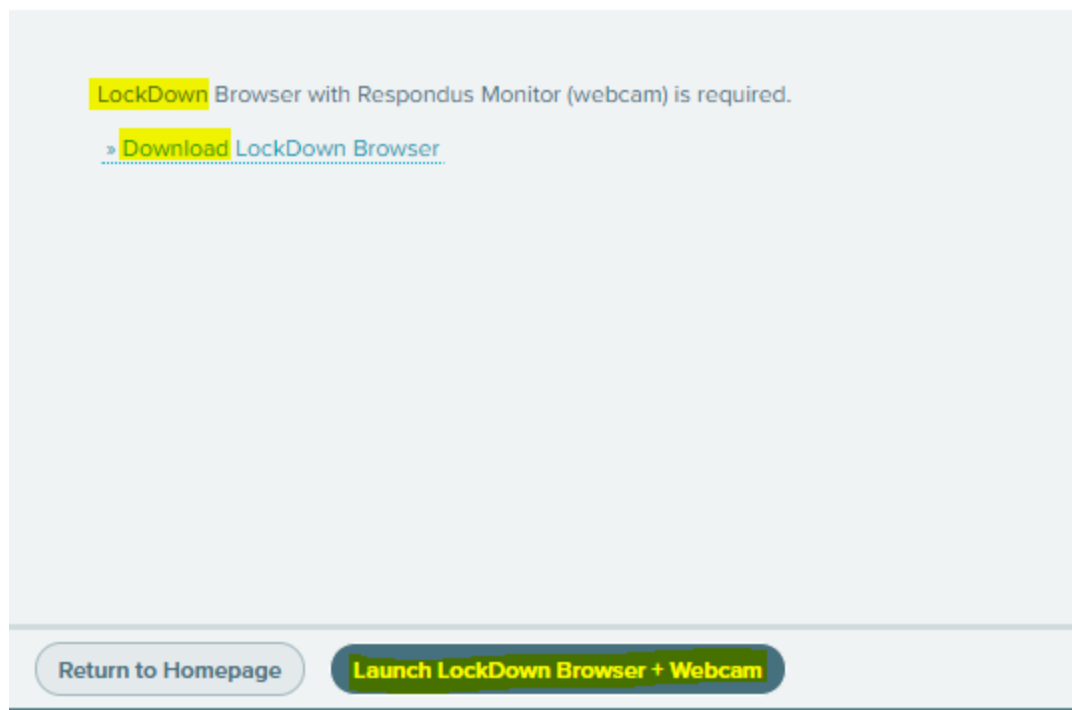 LockDown Browser with Respondus Monitor (webcam) is required.
» Download LockDown Browser
Return to Homepage
Launch LockDown Browser + Webcam